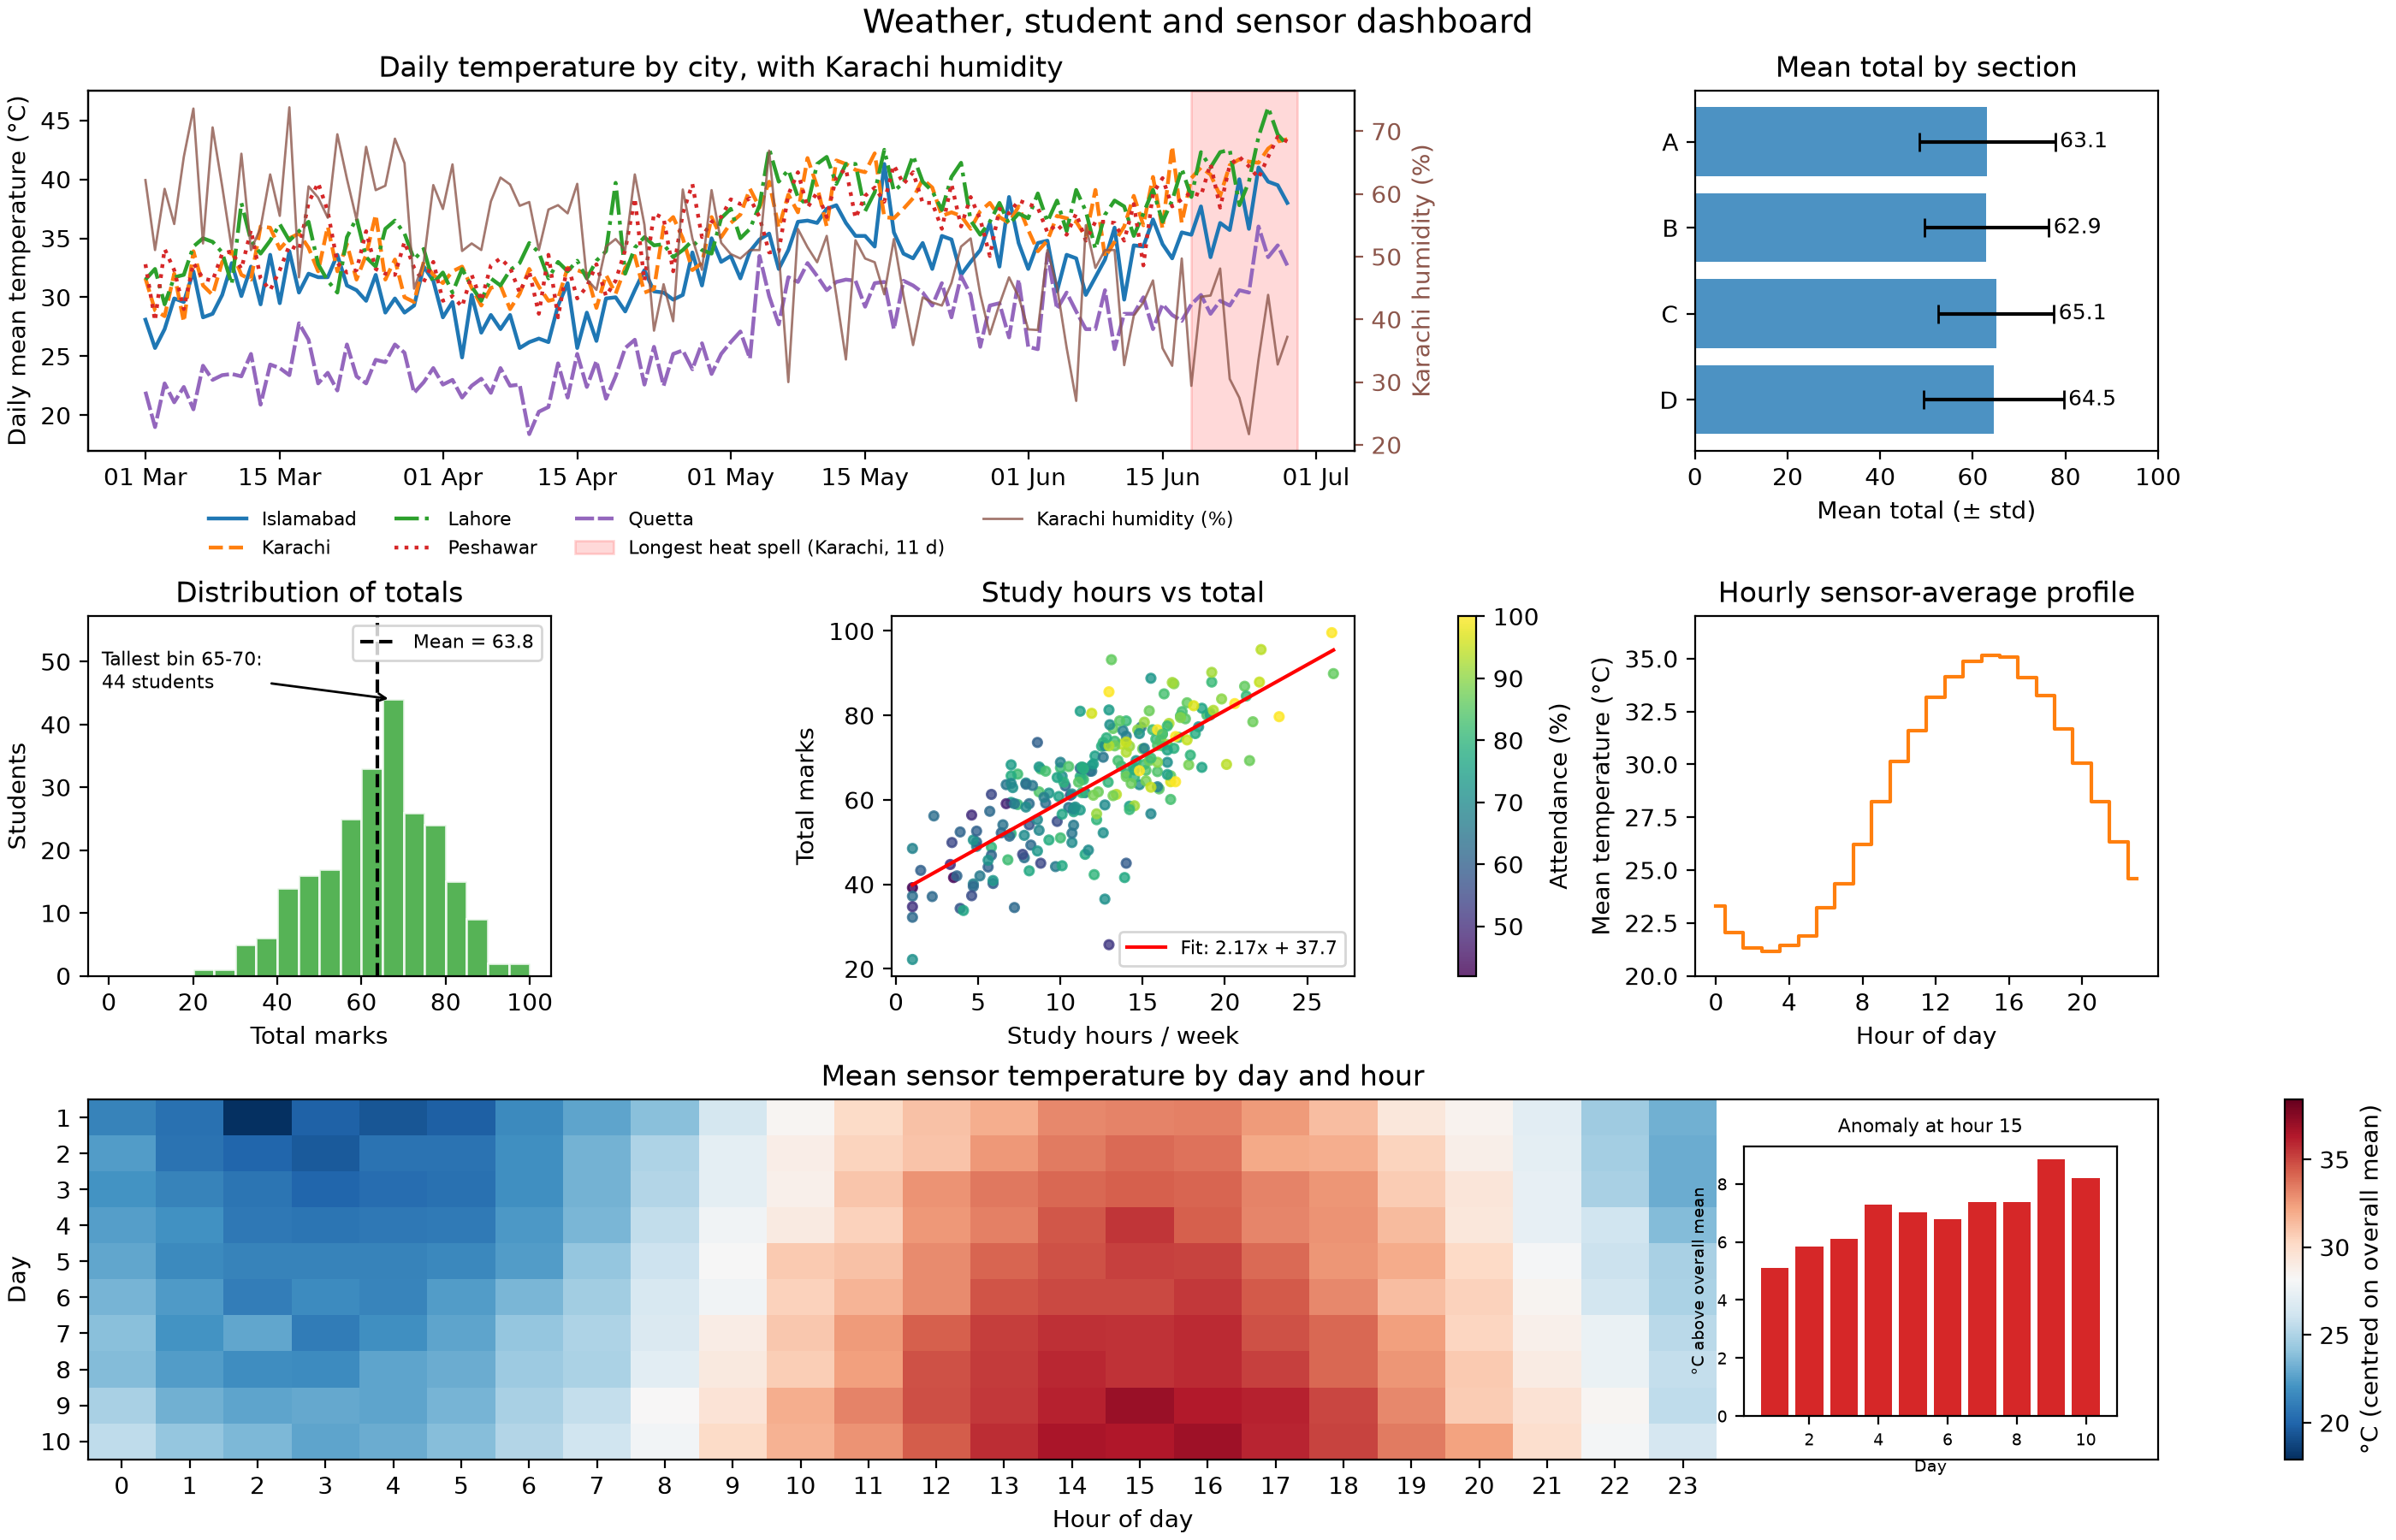 Weather, student and sensor dashboard
Daily temperature by city, with Karachi humidity
Daily mean temperature (°C)
45
40
35
30
25
20
70
60
50
40
30
20
Karachi humidity (%)
01 Mar 15 Mar 01 Apr 15 Apr 01 May 15 May 01 Jun 15 Jun 01 Jul
Islamabad Lahore Quetta Karachi humidity (%)
Karachi Peshawar Longest heat spell (Karachi, 11 d)
Mean total by section
A
B
C
D
63.1
62.9
65.1
64.5
0 20 40 60 80 100
Mean total (± std)
Distribution of totals
Students
50
40
30
20
10
0
Mean = 63.8
Tallest bin 65-70:
44 students
0 20 40 60 80 100
Total marks
Study hours vs total
Total marks
100
80
60
40
20
Fit: 2.17x + 37.7
0 5 10 15 20 25
Study hours / week
100
90
80
70
60
50
Attendance (%)
Hourly sensor-average profile
Mean temperature (°C)
35.0
32.5
30.0
27.5
25.0
22.5
20.0
0 4 8 12 16 20
Hour of day
Mean sensor temperature by day and hour
Day
1
2
3
4
5
6
7
8
9
10
0 1 2 3 4 5 6 7 8 9 10 11 12 13 14 15 16 17 18 19 20 21 22 23
Hour of day
Anomaly at hour 15
°C above overall mean
8
6
4
2
0
2 4 6 8 10
Day
35
30
25
20
°C (centred on overall mean)